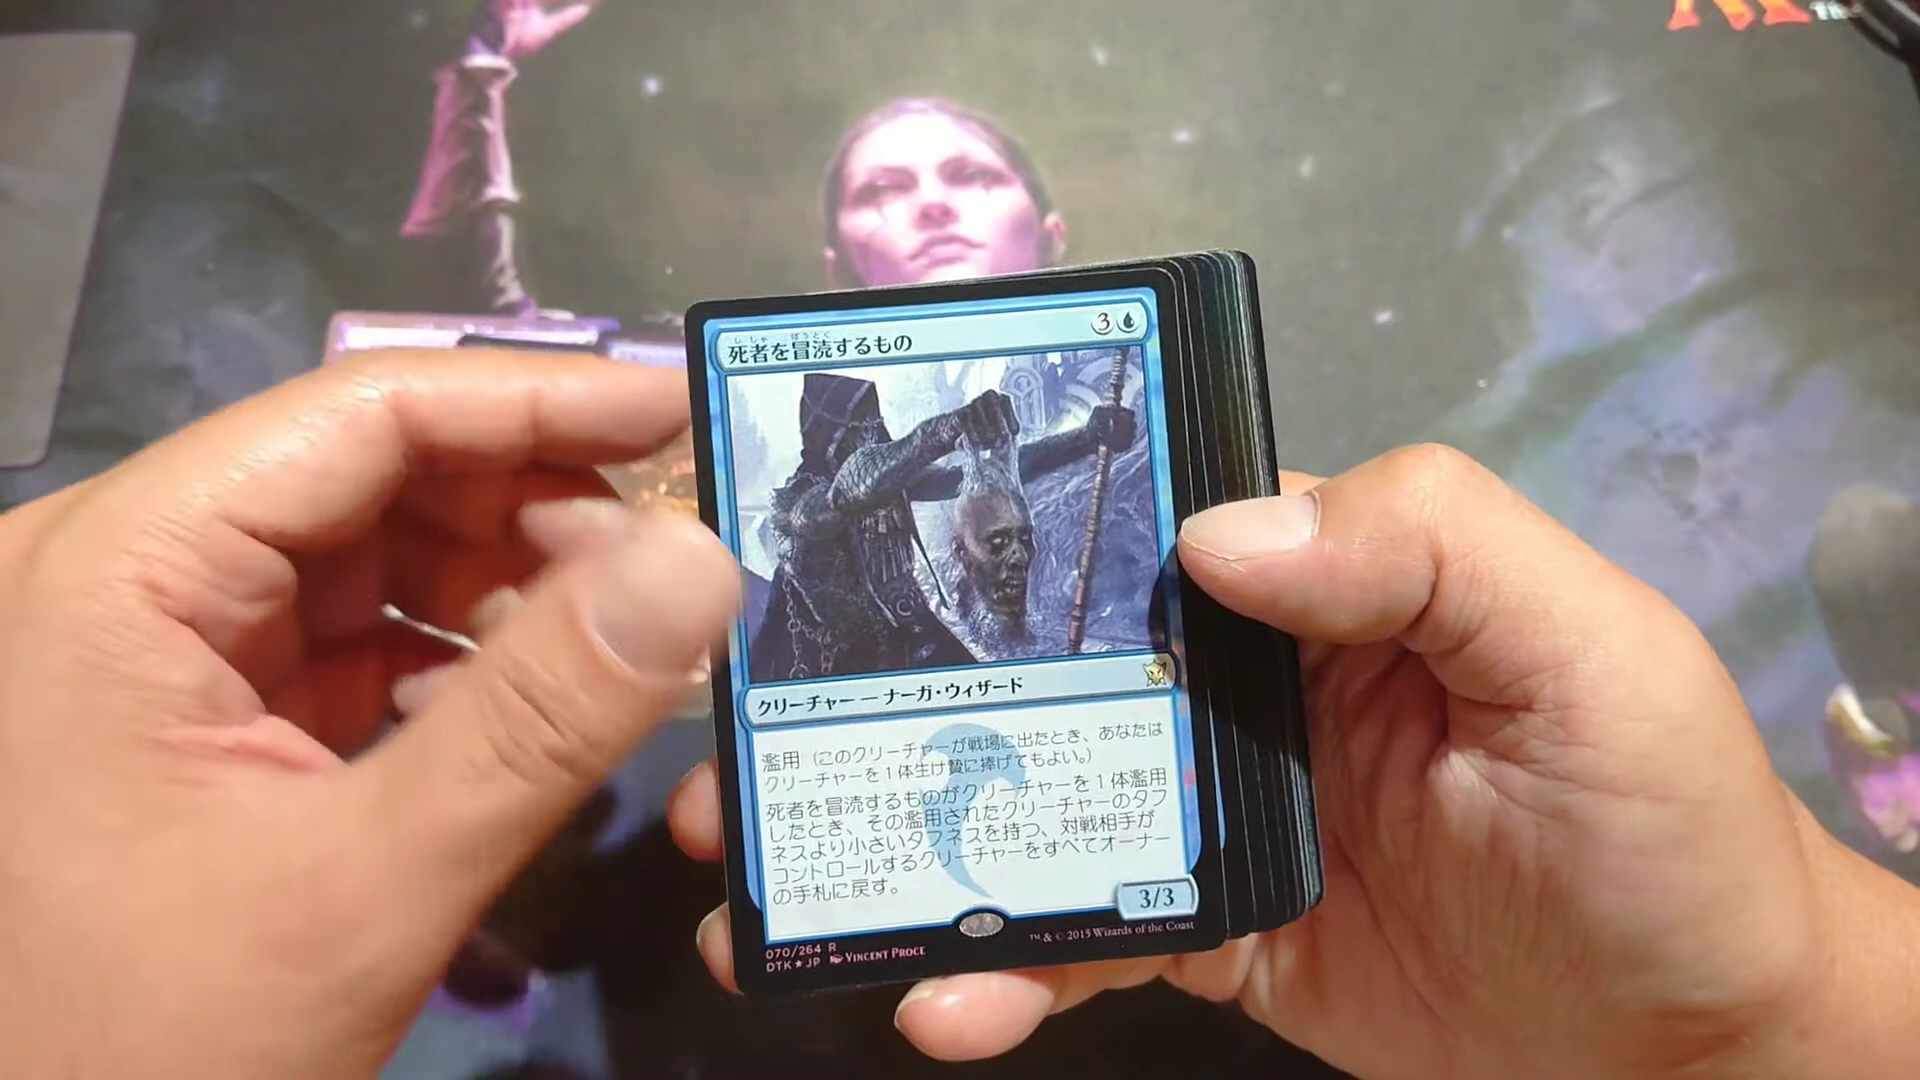 死者を冒涜するもの
3
クリーチャー — ナーガ・ウィザード
濫用（このクリーチャーが戦場に出たとき、あなたは
クリーチャーを１体生け贄に捧げてもよい。）
死者を冒涜するものがクリーチャーを１体濫用
したとき、その濫用されたクリーチャーのタフ
ネスより小さいタフネスを持つ、対戦相手が
コントロールするクリーチャーをすべてオーナー
の手札に戻す。
3/3
070/264 R
DTK★JP VINCENT PROCE
™ & © 2015 Wizards of the Coast